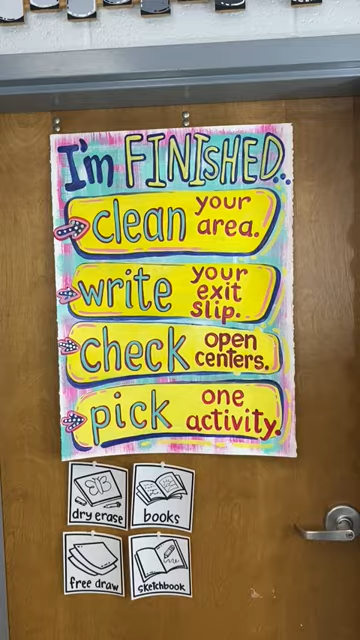 I'm FINISHED...
clean your area.
write your exit slip.
check open centers.
pick one activity.
dry erase
books
free draw
sketchbook